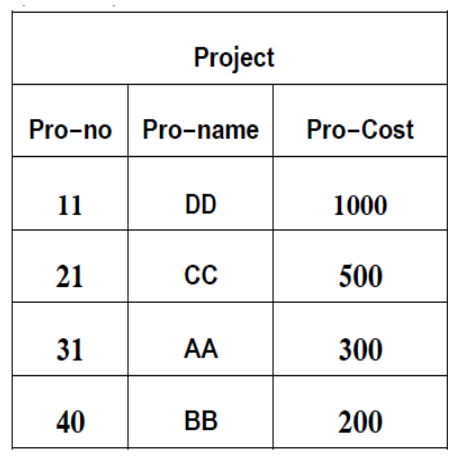 Project
Pro-no Pro-name Pro-Cost
11 DD 1000
21 CC 500
31 AA 300
40 BB 200